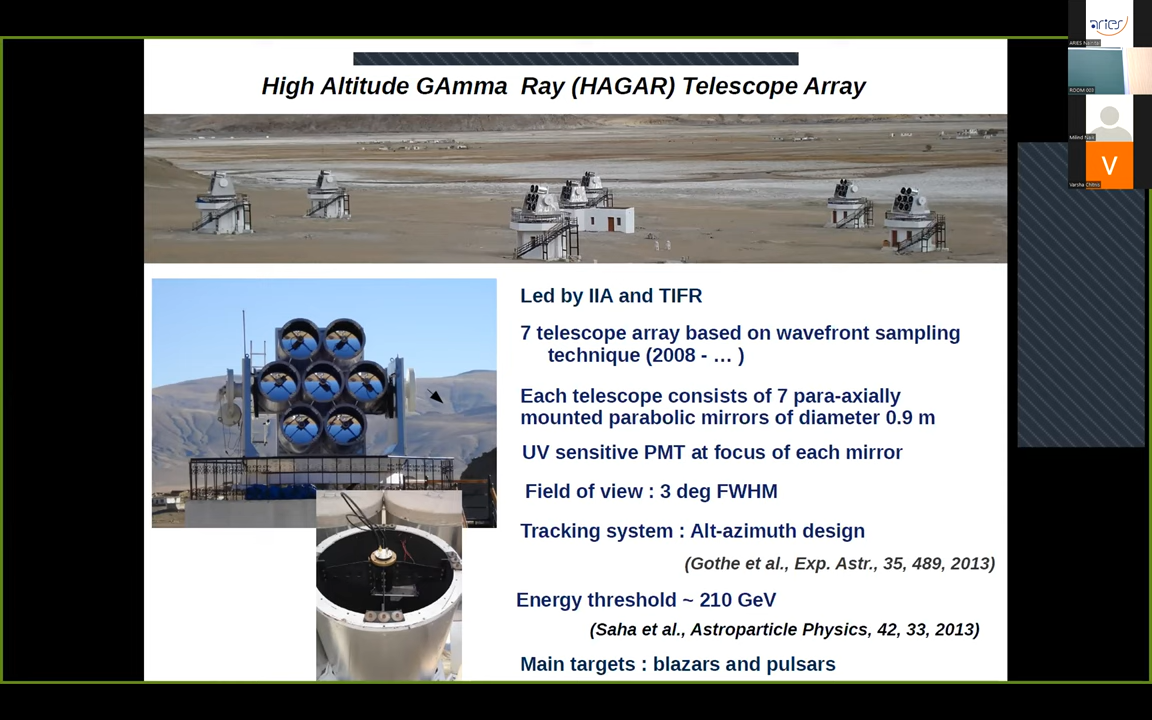 High Altitude GAmma Ray (HAGAR) Telescope Array
Led by IIA and TIFR
7 telescope array based on wavefront sampling
technique (2008 - ... )
Each telescope consists of 7 para-axially
mounted parabolic mirrors of diameter 0.9 m
UV sensitive PMT at focus of each mirror
Field of view : 3 deg FWHM
Tracking system : Alt-azimuth design
(Gothe et al., Exp. Astr., 35, 489, 2013)
Energy threshold ~ 210 GeV
(Saha et al., Astroparticle Physics, 42, 33, 2013)
Main targets : blazars and pulsars
aries
ARIES
V